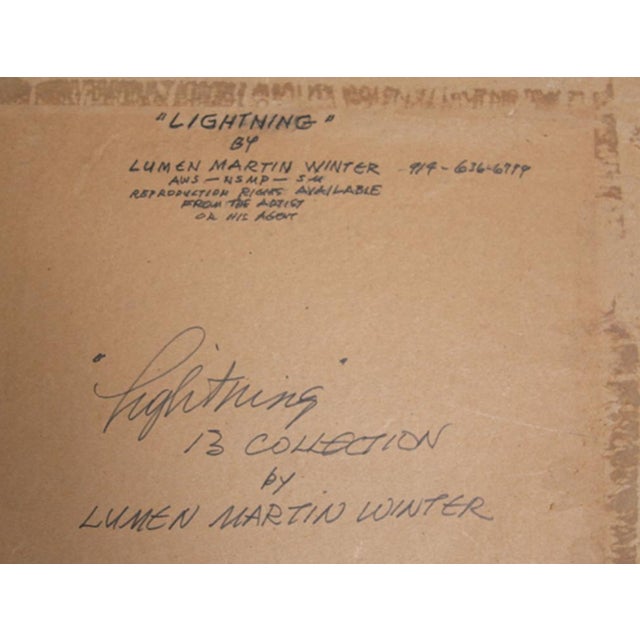 "LIGHTNING"
BY
LUMEN MARTIN WINTER 914-636-6779
AWS - NSMP - SM
REPRODUCTION RIGHTS AVAILABLE
FROM THE ARTIST
OR HIS AGENT
"Lightning"
13 COLLECTION
by
LUMEN MARTIN WINTER